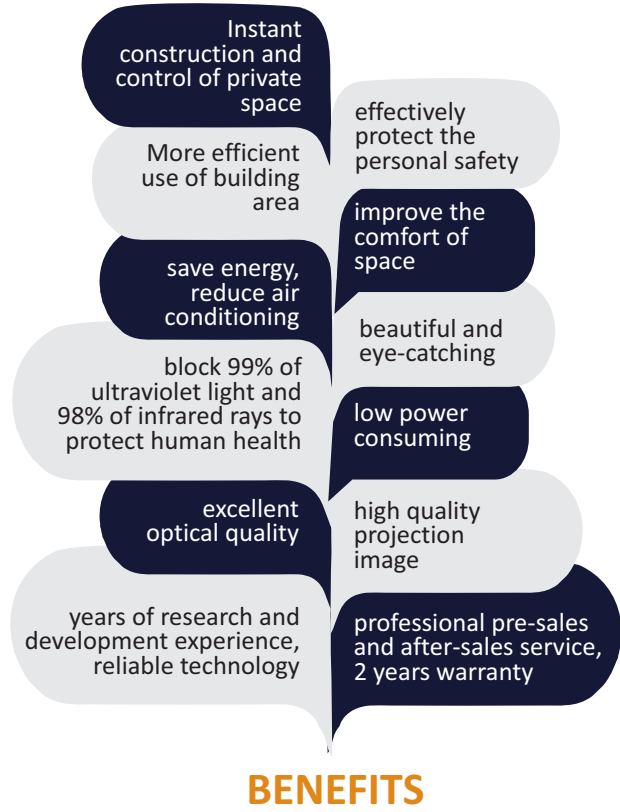 Instant
construction and
control of private
space
effectively
protect the
personal safety
More efficient
use of building
area
improve the
comfort of
space
save energy,
reduce air
conditioning
beautiful and
eye-catching
block 99% of
ultraviolet light and
98% of infrared rays to
protect human health
low power
consuming
excellent
optical quality
high quality
projection
image
years of research and
development experience,
reliable technology
professional pre-sales
and after-sales service,
2 years warranty
BENEFITS